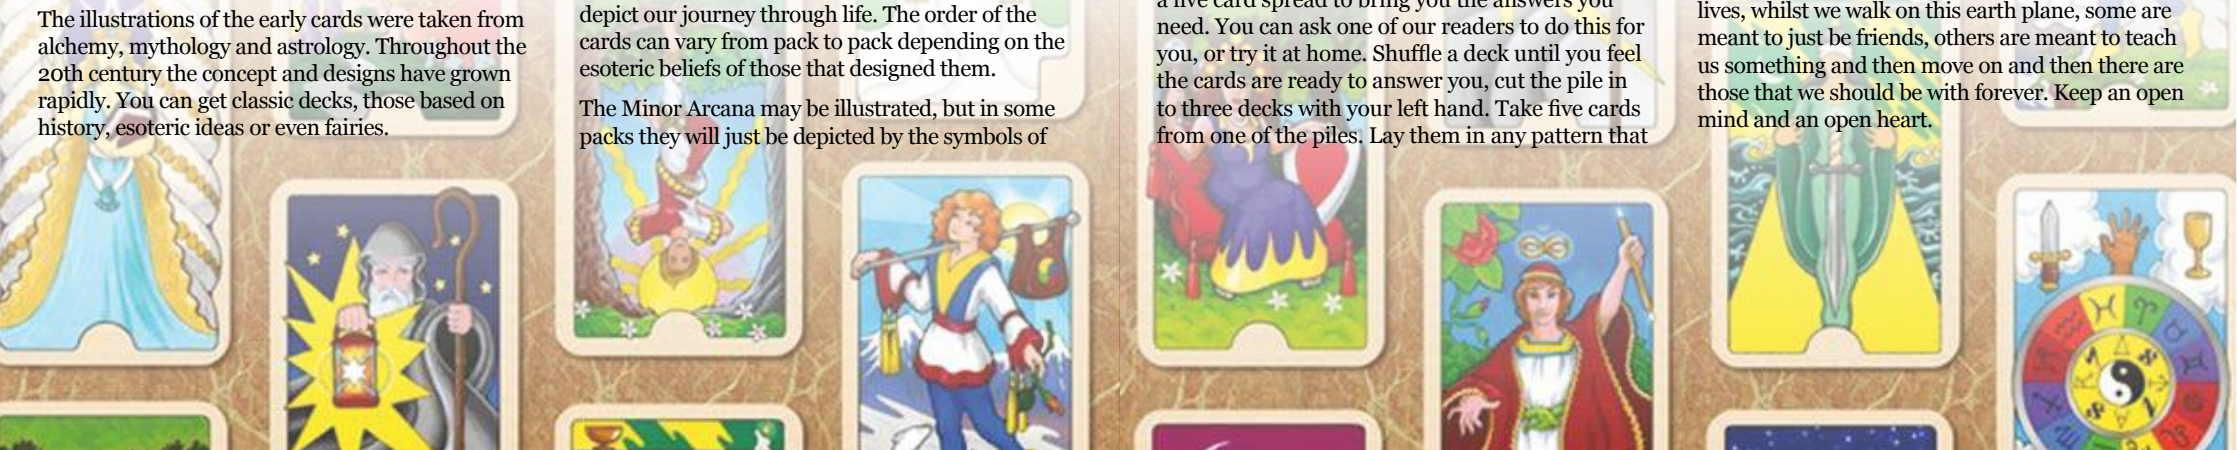 The illustrations of the early cards were taken from
alchemy, mythology and astrology. Throughout the
20th century the concept and designs have grown
rapidly. You can get classic decks, those based on
history, esoteric ideas or even fairies.
depict our journey through life. The order of the
cards can vary from pack to pack depending on the
esoteric beliefs of those that designed them.
The Minor Arcana may be illustrated, but in some
packs they will just be depicted by the symbols of
a five card spread to bring you the answers you
need. You can ask one of our readers to do this for
you, or try it at home. Shuffle a deck until you feel
the cards are ready to answer you, cut the pile in
to three decks with your left hand. Take five cards
from one of the piles. Lay them in any pattern that
lives, whilst we walk on this earth plane, some are
meant to just be friends, others are meant to teach
us something and then move on and then there are
those that we should be with forever. Keep an open
mind and an open heart.